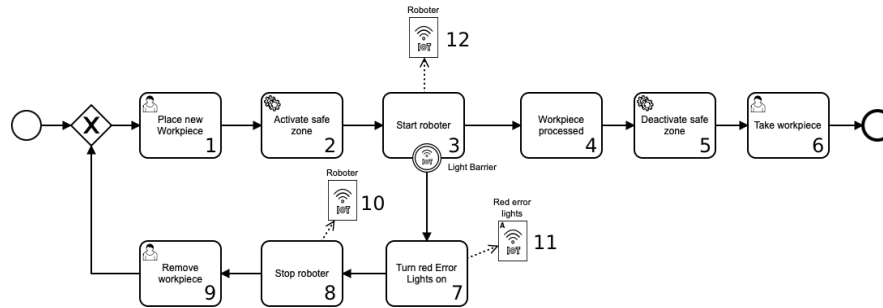 Roboter
IOT
12
Place new
Workpiece
1
Activate safe
zone
2
Start roboter
3
IOT
Light Barrier
Workpiece
processed
4
Deactivate safe
zone
5
Take workpiece
6
X
Roboter
IOT
10
Red error
lights
A
IOT
11
Remove
workpiece
9
Stop roboter
8
Turn red Error
Lights on
7